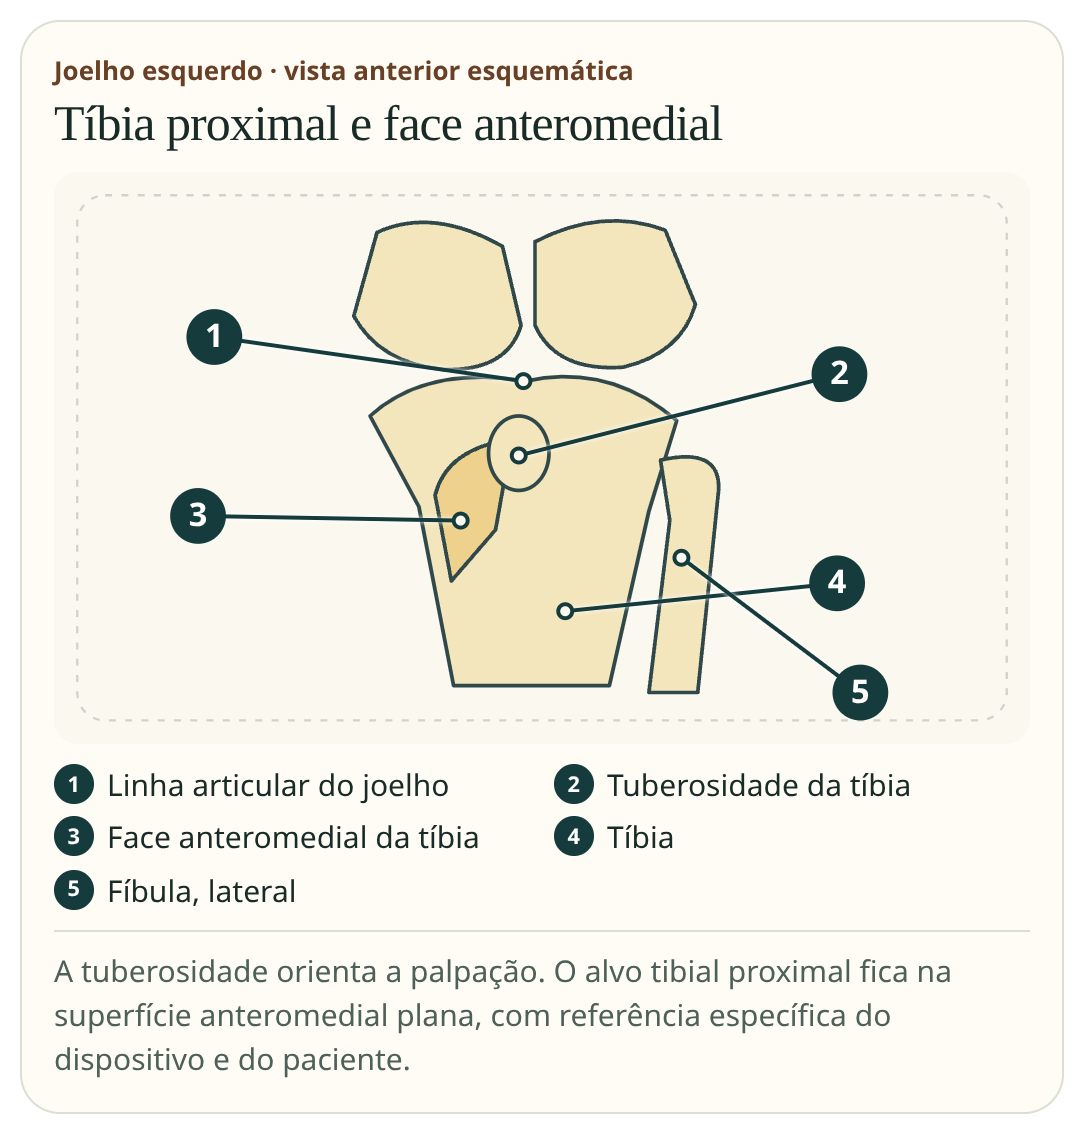 Joelho esquerdo · vista anterior esquemática
Tíbia proximal e face anteromedial
1
2
3
4
5
1 Linha articular do joelho
2 Tuberosidade da tíbia
3 Face anteromedial da tíbia
4 Tíbia
5 Fíbula, lateral
A tuberosidade orienta a palpação. O alvo tibial proximal fica na
superfície anteromedial plana, com referência específica do
dispositivo e do paciente.